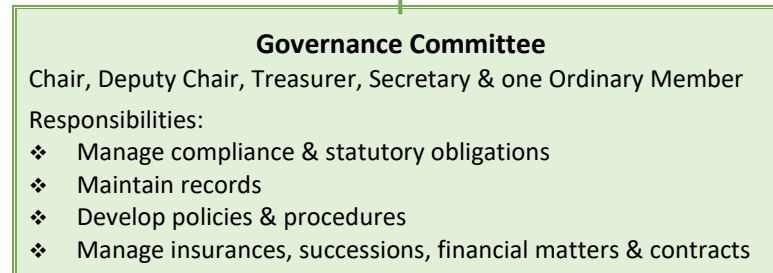 Governance Committee
Chair, Deputy Chair, Treasurer, Secretary & one Ordinary Member
Responsibilities:
❖ Manage compliance & statutory obligations
❖ Maintain records
❖ Develop policies & procedures
❖ Manage insurances, successions, financial matters & contracts